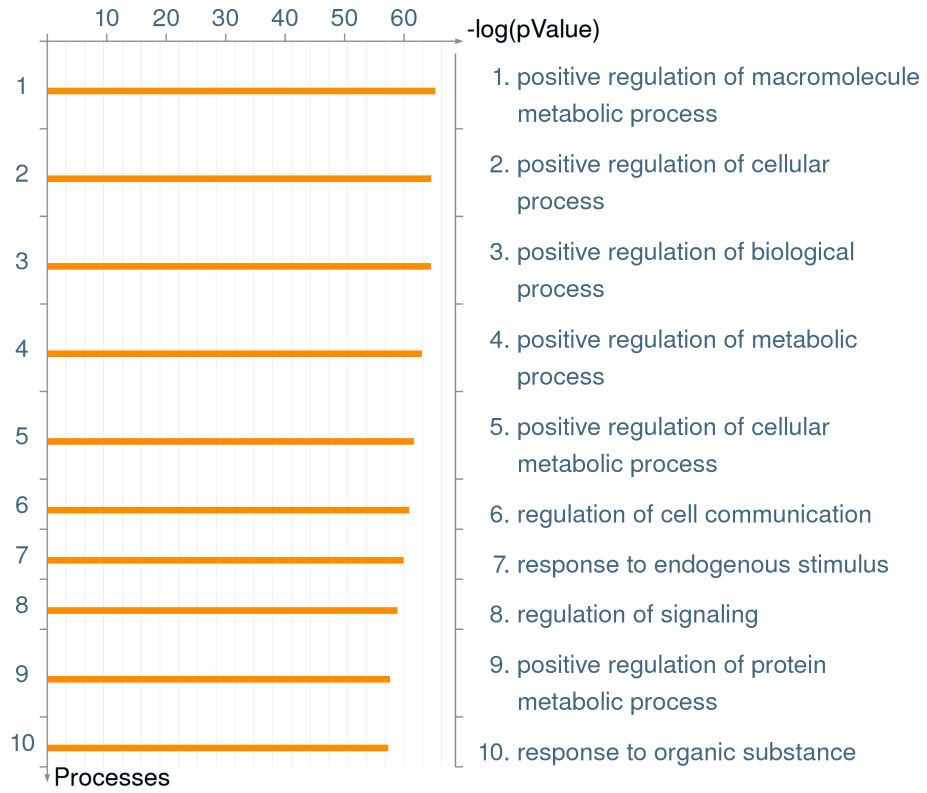 10 20 30 40 50 60
-log(pValue)
1
1. positive regulation of macromolecule
metabolic process
2
2. positive regulation of cellular
process
3
3. positive regulation of biological
process
4
4. positive regulation of metabolic
process
5
5. positive regulation of cellular
metabolic process
6
6. regulation of cell communication
7
7. response to endogenous stimulus
8
8. regulation of signaling
9
9. positive regulation of protein
metabolic process
10
10. response to organic substance
Processes